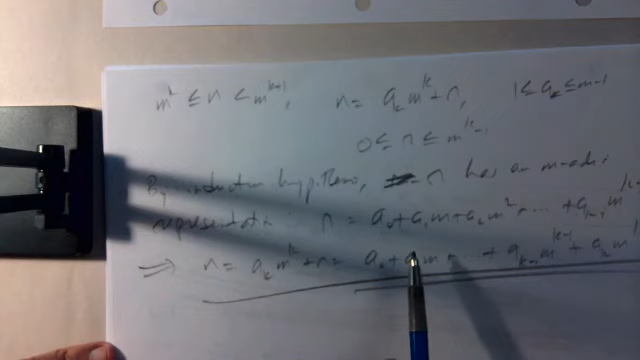 m^k ≤ n < m^{k+1}, n = a_k m^k + r, 1 ≤ a_k ≤ m-1
0 ≤ r ≤ m^k-1
By induction hypothesis, r has an m-adic
representation r = a_0 + a_1 m + a_2 m^2 + ... + a_{k-1} m^{k-1}
⇒ n = a_k m^k + r = a_0 + a_1 m + ... + a_{k-1} m^{k-1} + a_k m^k